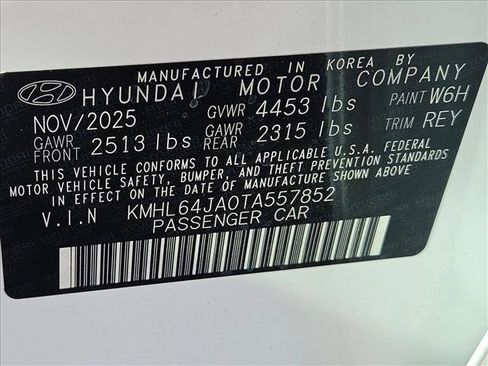 MANUFACTURED IN KOREA BY
HYUNDAI MOTOR COMPANY
NOV/2025 GVWR 4453 lbs PAINT W6H
GAWR FRONT 2513 lbs GAWR REAR 2315 lbs TRIM REY
THIS VEHICLE CONFORMS TO ALL APPLICABLE U.S.A. FEDERAL
MOTOR VEHICLE SAFETY, BUMPER, AND THEFT PREVENTION STANDARDS
IN EFFECT ON THE DATE OF MANUFACTURE SHOWN ABOVE.
V.I.N KMHL64JA0TA557852
PASSENGER CAR